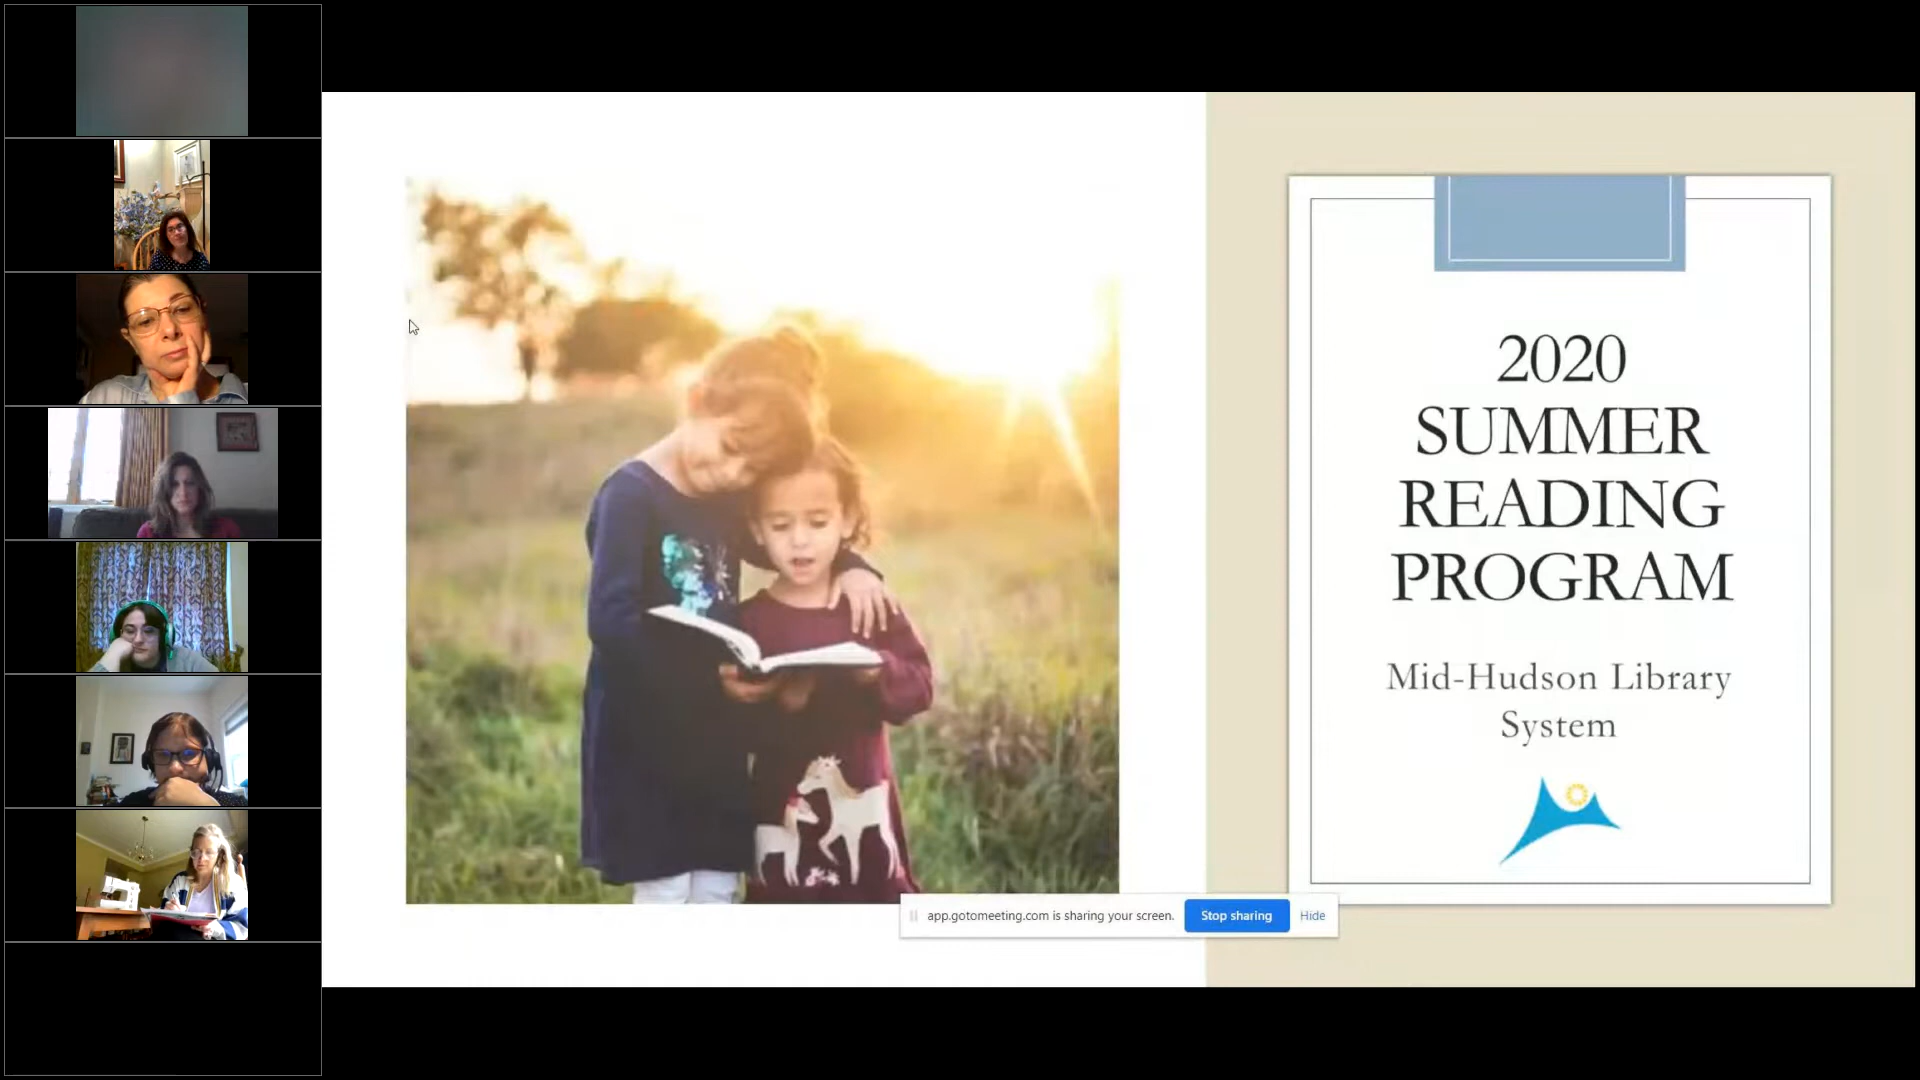 2020
SUMMER
READING
PROGRAM
Mid-Hudson Library
System
app.gotomeeting.com is sharing your screen. Stop sharing Hide